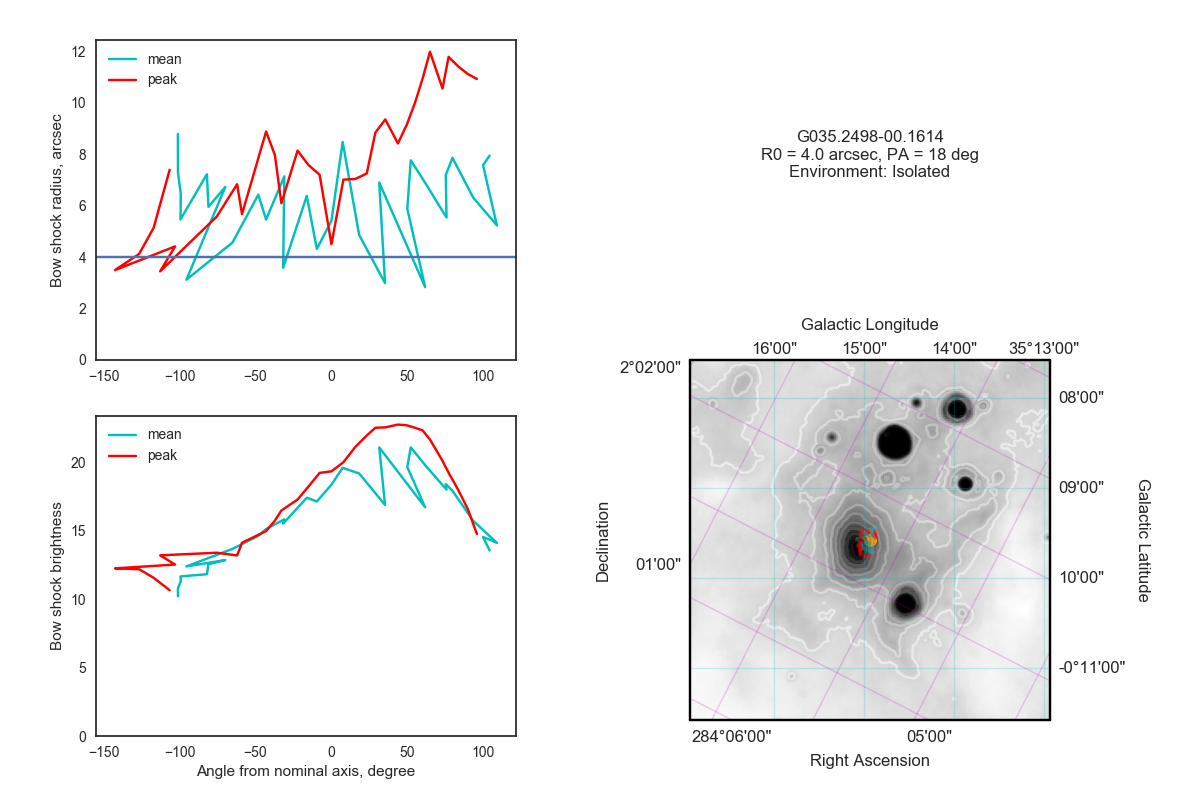 mean
peak
12
10
8
6
4
2
0
Bow shock radius, arcsec
−150
−100
−50
0
50
100
mean
peak
20
15
10
5
0
Bow shock brightness
−150
−100
−50
0
50
100
Angle from nominal axis, degree
G035.2498-00.1614
R0 = 4.0 arcsec, PA = 18 deg
Environment: Isolated
Galactic Longitude
16'00"
15'00"
14'00"
35°13'00"
2°02'00"
01'00"
Declination
08'00"
09'00"
10'00"
-0°11'00"
Galactic Latitude
284°06'00"
05'00"
Right Ascension